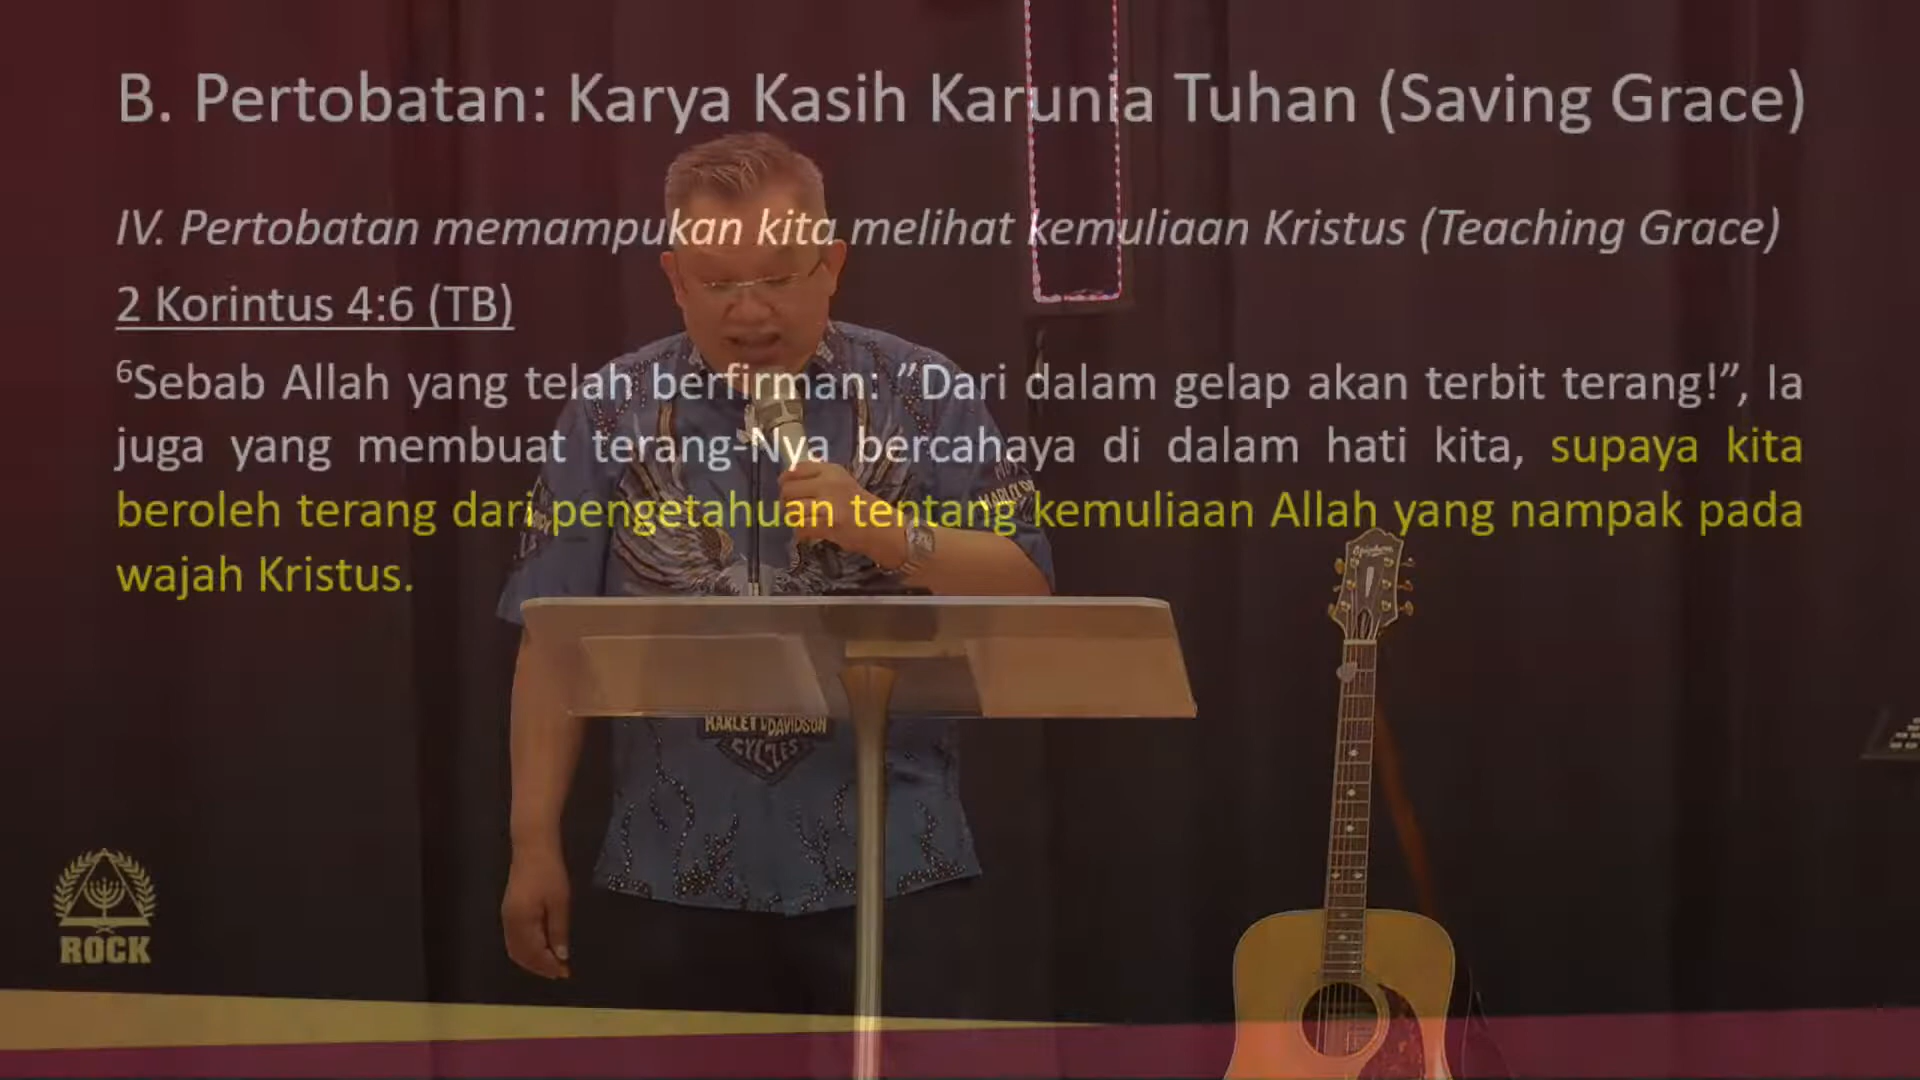 B. Pertobatan: Karya Kasih Karunia Tuhan (Saving Grace)
IV. Pertobatan memampukan kita melihat kemuliaan Kristus (Teaching Grace)
2 Korintus 4:6 (TB)
⁶Sebab Allah yang telah berfirman: ”Dari dalam gelap akan terbit terang!”, Ia
juga yang membuat terang-Nya bercahaya di dalam hati kita, supaya kita
beroleh terang dari pengetahuan tentang kemuliaan Allah yang nampak pada
wajah Kristus.
Epiphone
HARLEY-DAVIDSON
CYCLES
ROCK